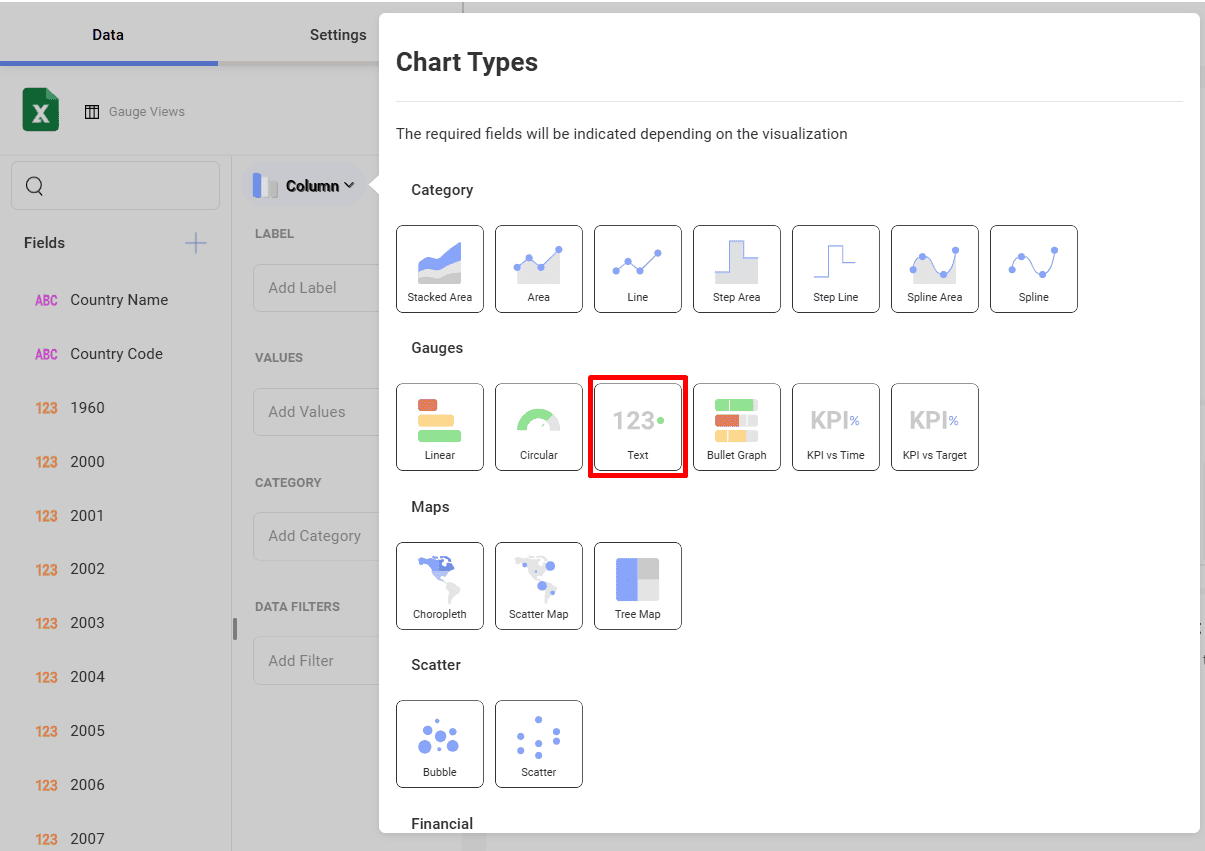 Data
Settings
Gauge Views
Fields
ABC Country Name
ABC Country Code
123 1960
123 2000
123 2001
123 2002
123 2003
123 2004
123 2005
123 2006
123 2007
Column
LABEL
Add Label
VALUES
Add Values
CATEGORY
Add Category
DATA FILTERS
Add Filter
Chart Types
The required fields will be indicated depending on the visualization
Category
Stacked Area
Area
Line
Step Area
Step Line
Spline Area
Spline
Gauges
Linear
Circular
123
Text
Bullet Graph
KPI%
KPI vs Time
KPI%
KPI vs Target
Maps
Choropleth
Scatter Map
Tree Map
Scatter
Bubble
Scatter
Financial